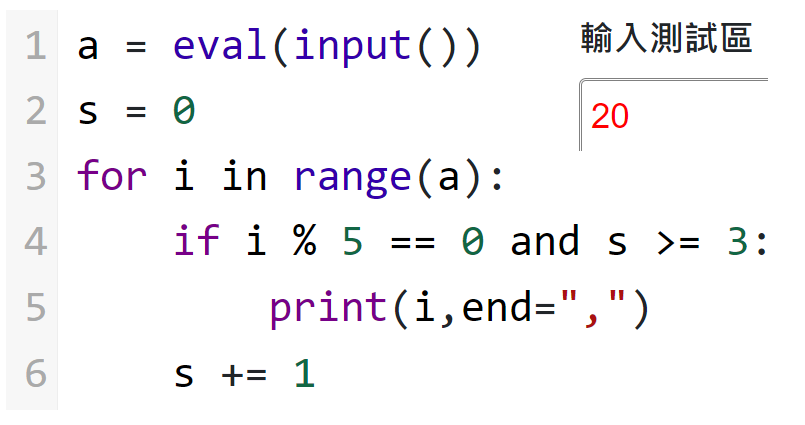 1 a = eval(input())
2 s = 0
3 for i in range(a):
4     if i % 5 == 0 and s >= 3:
5         print(i,end=",")
6     s += 1
輸入測試區
20